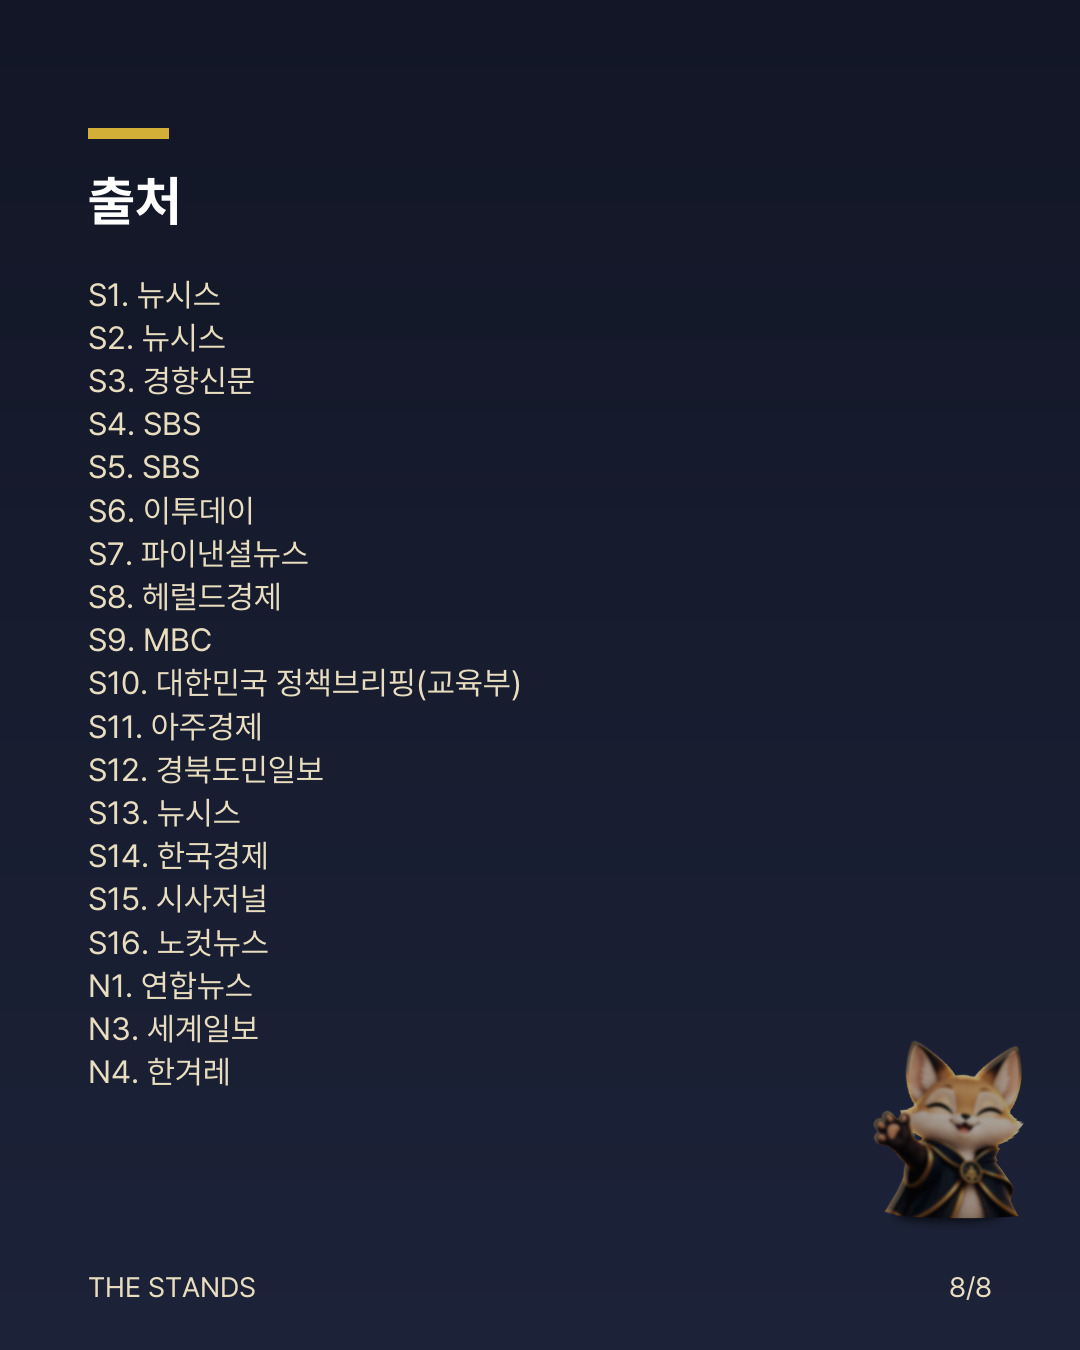 출처
S1. 뉴시스
S2. 뉴시스
S3. 경향신문
S4. SBS
S5. SBS
S6. 이투데이
S7. 파이낸셜뉴스
S8. 헤럴드경제
S9. MBC
S10. 대한민국 정책브리핑(교육부)
S11. 아주경제
S12. 경북도민일보
S13. 뉴시스
S14. 한국경제
S15. 시사저널
S16. 노컷뉴스
N1. 연합뉴스
N3. 세계일보
N4. 한겨레
THE STANDS
8/8